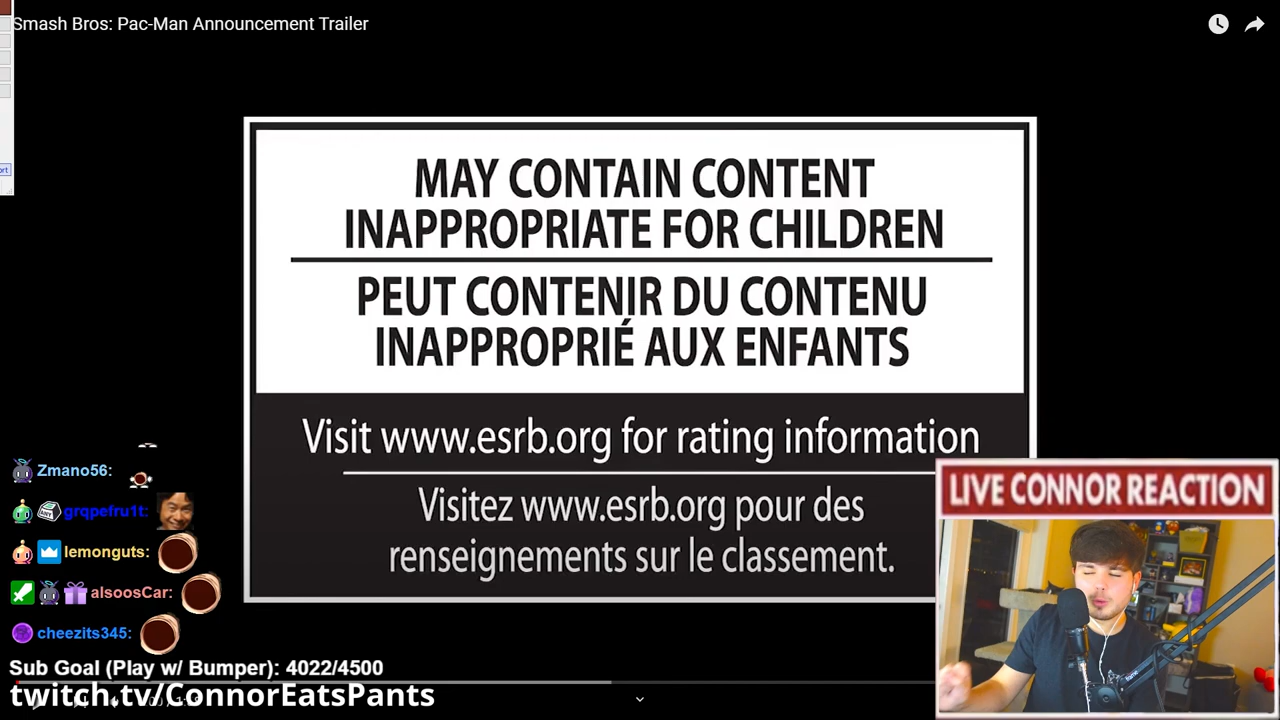 Smash Bros: Pac-Man Announcement Trailer
MAY CONTAIN CONTENT
INAPPROPRIATE FOR CHILDREN
PEUT CONTENIR DU CONTENU
INAPPROPRIÉ AUX ENFANTS
Visit www.esrb.org for rating information
Visitez www.esrb.org pour des
renseignements sur le classement.
Zmano56:
grqpefru1t:
lemonguts:
alsoosCar:
cheezits345:
Sub Goal (Play w/ Bumper): 4022/4500
twitch.tv/ConnorEatsPants
LIVE CONNOR REACTION